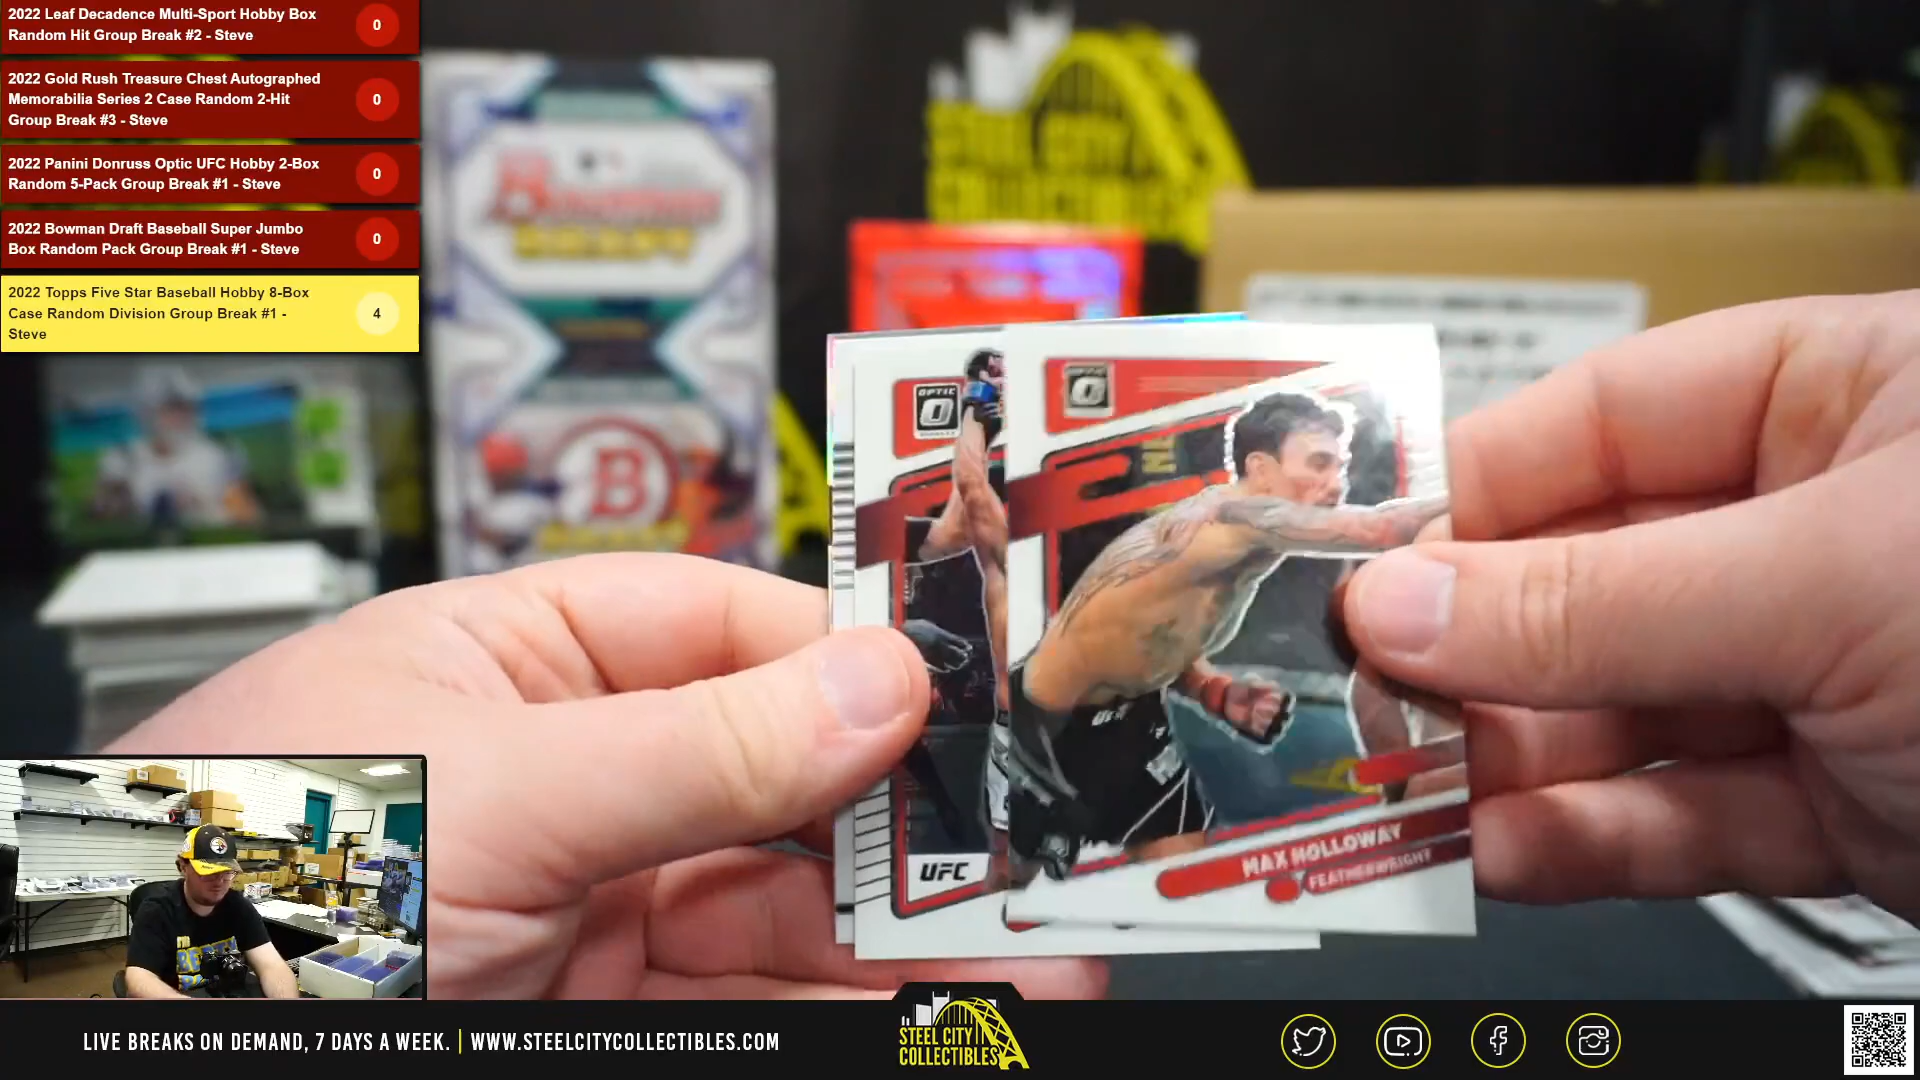 2022 Leaf Decadence Multi-Sport Hobby Box
Random Hit Group Break #2 - Steve
0
2022 Gold Rush Treasure Chest Autographed
Memorabilia Series 2 Case Random 2-Hit
Group Break #3 - Steve
0
2022 Panini Donruss Optic UFC Hobby 2-Box
Random 5-Pack Group Break #1 - Steve
0
2022 Bowman Draft Baseball Super Jumbo
Box Random Pack Group Break #1 - Steve
0
2022 Topps Five Star Baseball Hobby 8-Box
Case Random Division Group Break #1 -
Steve
4
Bowman
DRAFT
B
STEEL CITY
COLLECTIBLES
OPTIC
UFC
MAX HOLLOWAY
FEATHERWEIGHT
LIVE BREAKS ON DEMAND, 7 DAYS A WEEK. | WWW.STEELCITYCOLLECTIBLES.COM
STEEL CITY
COLLECTIBLES